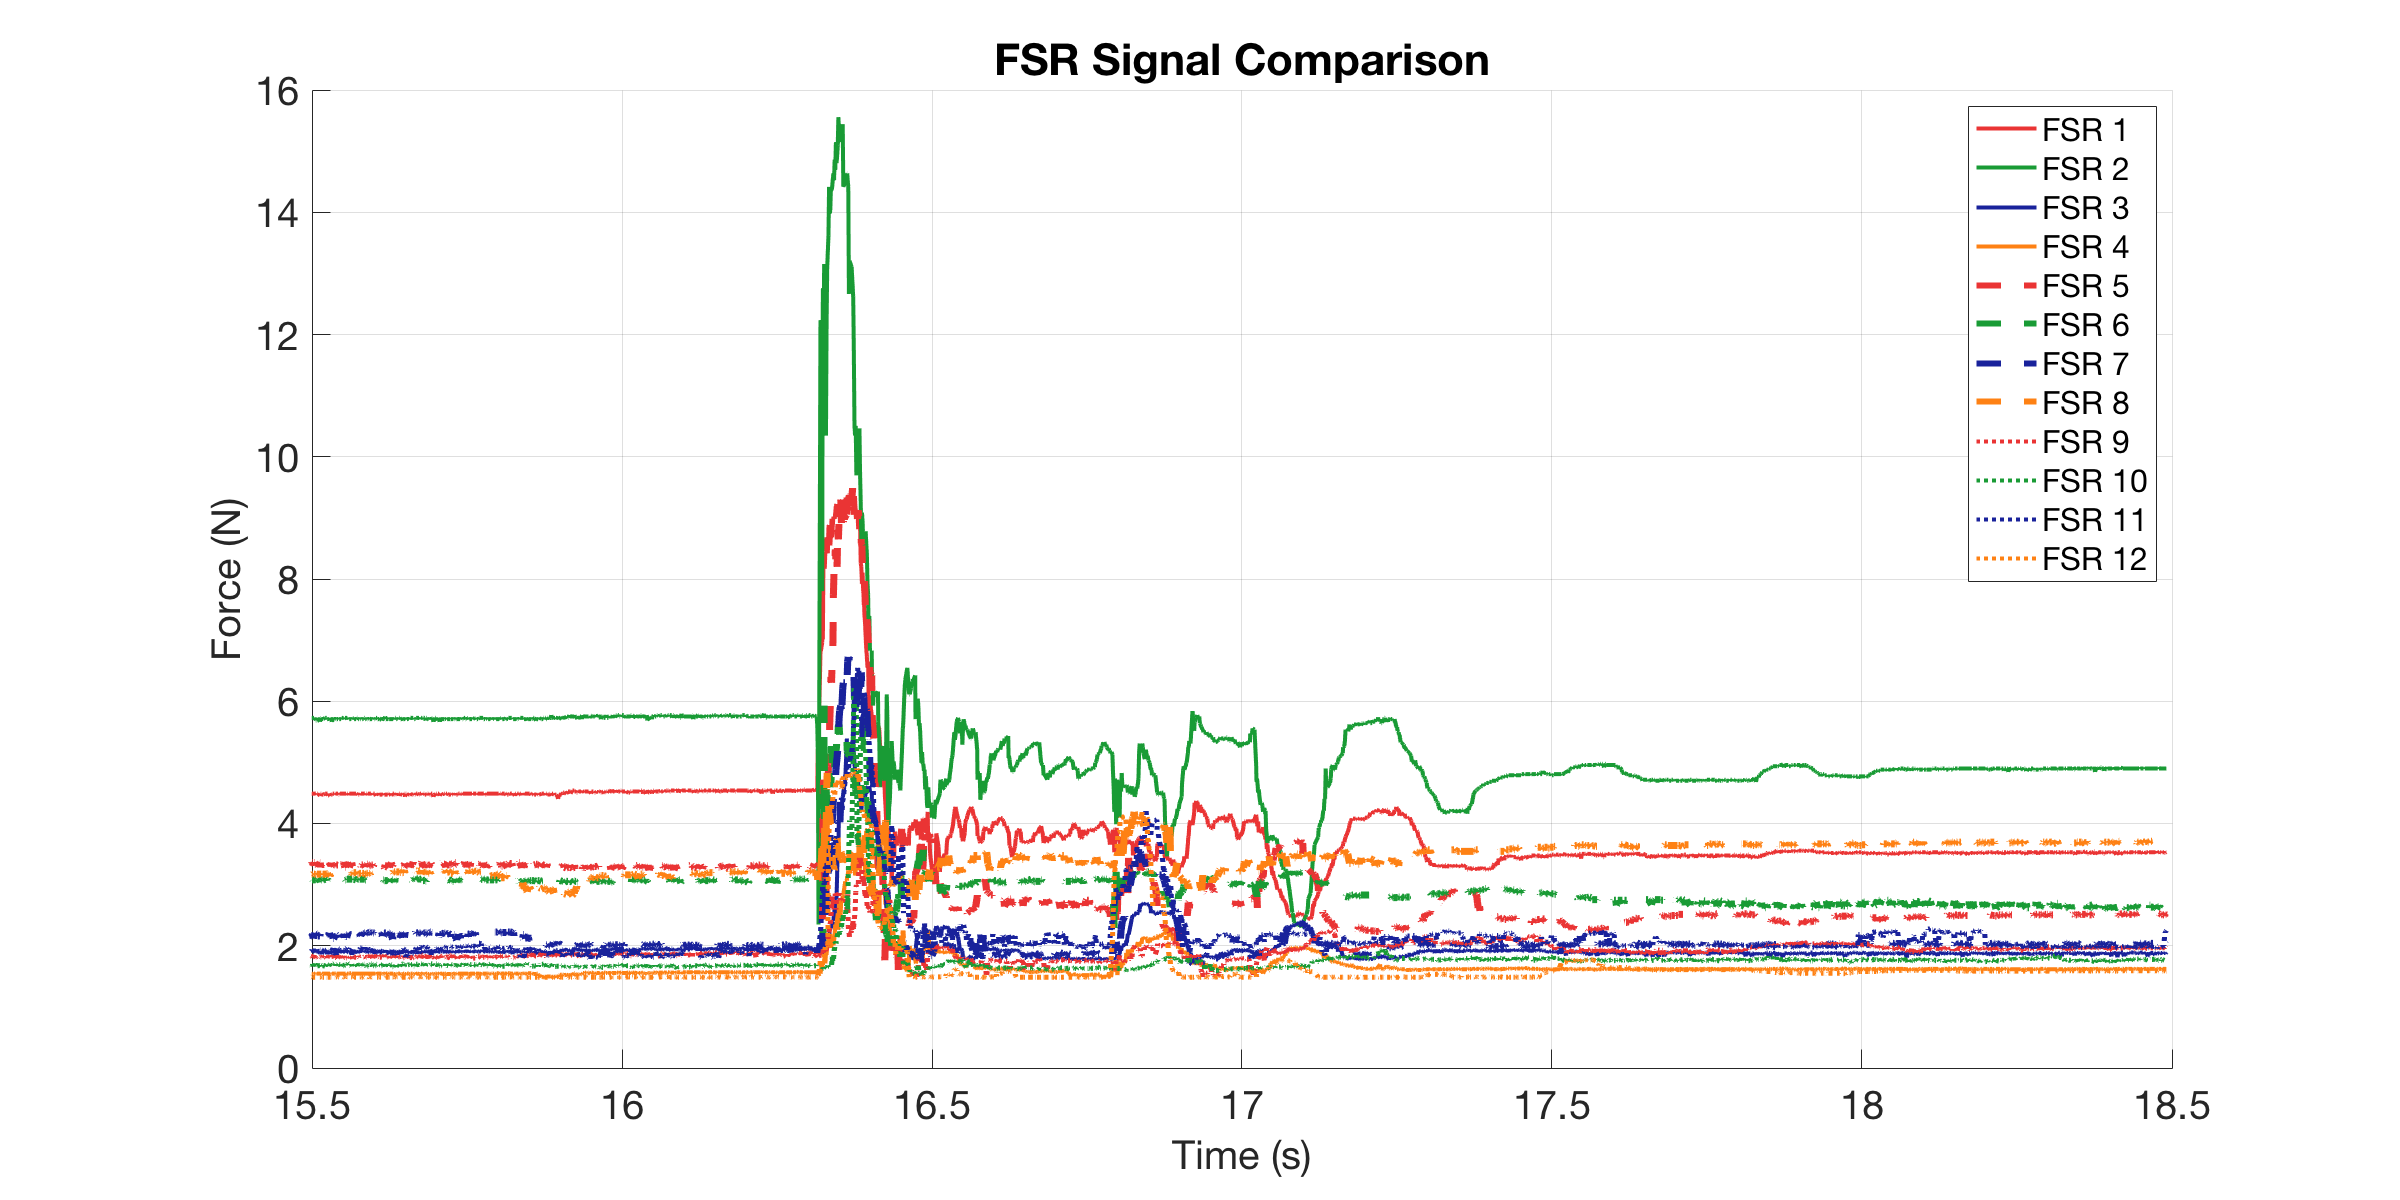 FSR Signal Comparison
16
14
12
10
8
6
4
2
0
Force (N)
15.5 16 16.5 17 17.5 18 18.5
Time (s)
FSR 1
FSR 2
FSR 3
FSR 4
FSR 5
FSR 6
FSR 7
FSR 8
FSR 9
FSR 10
FSR 11
FSR 12